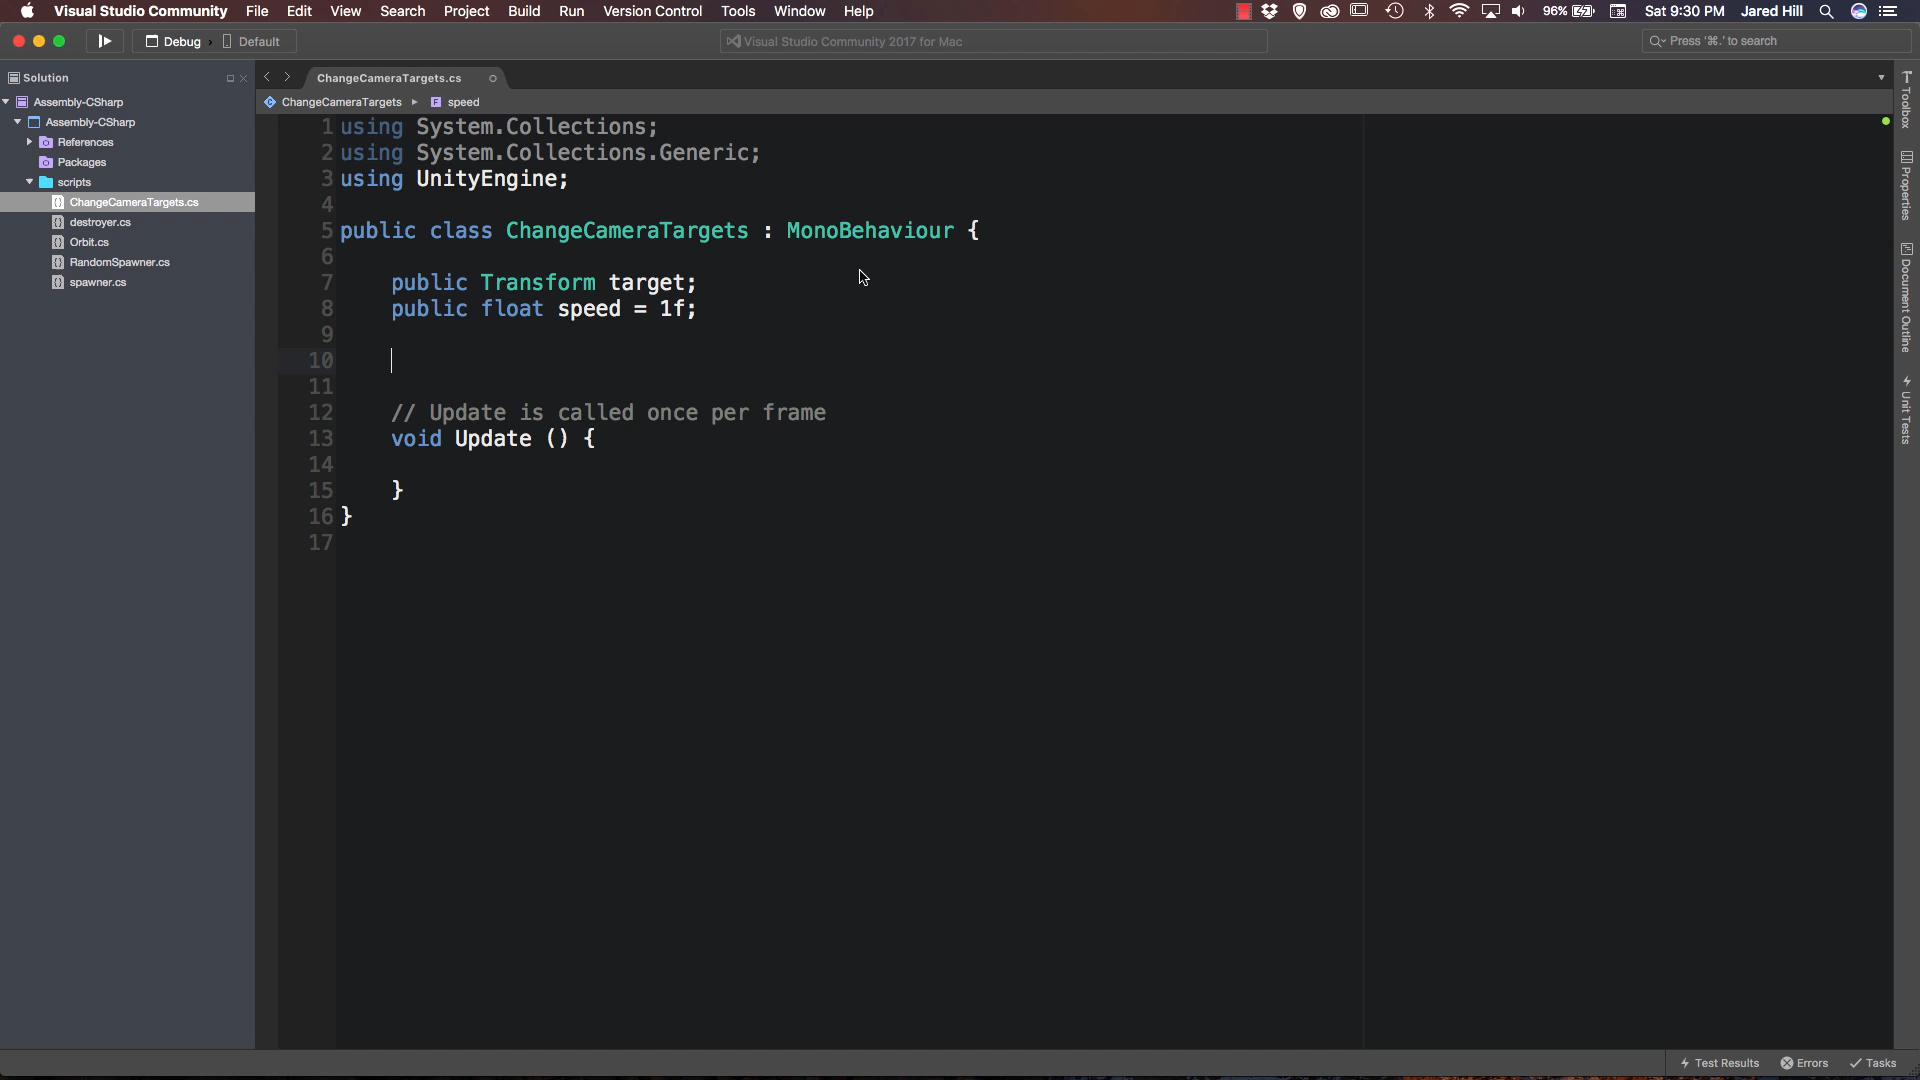 Visual Studio Community File Edit View Search Project Build Run Version Control Tools Window Help 96% Sat 9:30 PM Jared Hill
Debug › Default Visual Studio Community 2017 for Mac Press '⌘.' to search
Solution
ChangeCameraTargets.cs
Assembly-CSharp
ChangeCameraTargets ▸ F speed
Assembly-CSharp
References
Packages
scripts
ChangeCameraTargets.cs
destroyer.cs
Orbit.cs
RandomSpawner.cs
spawner.cs
1 using System.Collections;
2 using System.Collections.Generic;
3 using UnityEngine;
4
5 public class ChangeCameraTargets : MonoBehaviour {
6
7 public Transform target;
8 public float speed = 1f;
9
10
11
12 // Update is called once per frame
13 void Update () {
14
15 }
16 }
17
Toolbox
Properties
Document Outline
Unit Tests
Test Results Errors Tasks